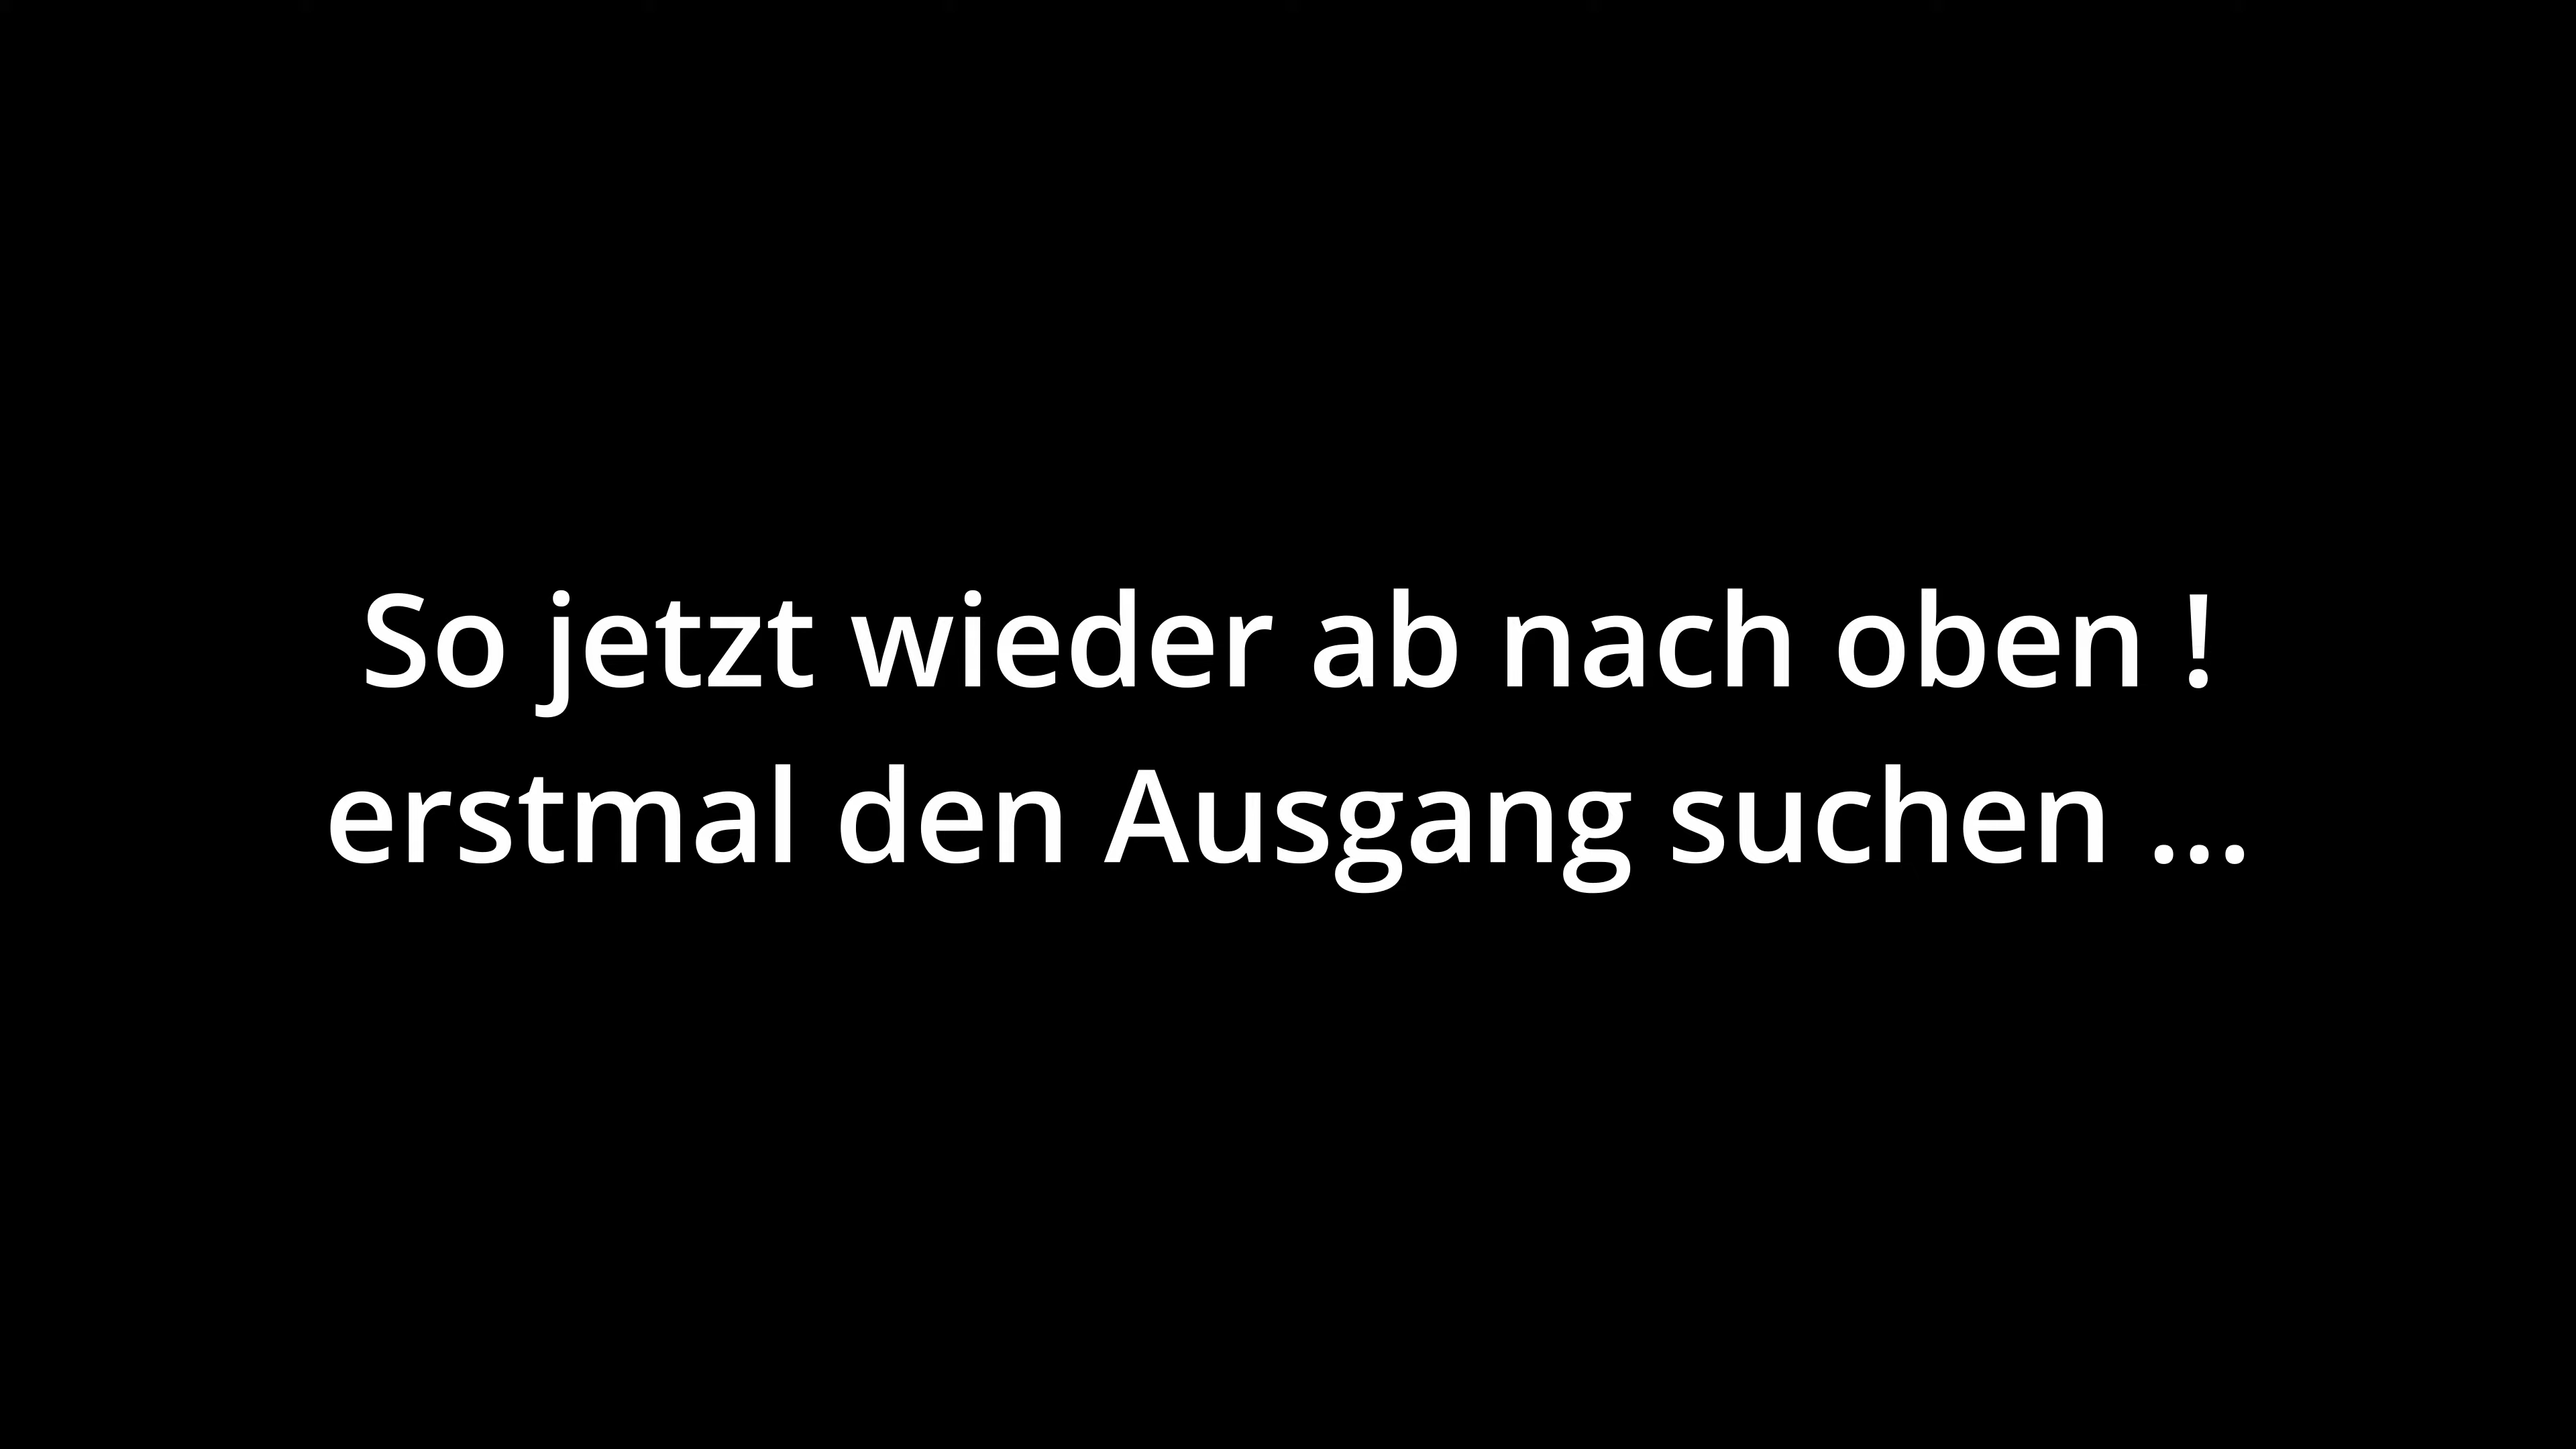 So jetzt wieder ab nach oben !
erstmal den Ausgang suchen ...